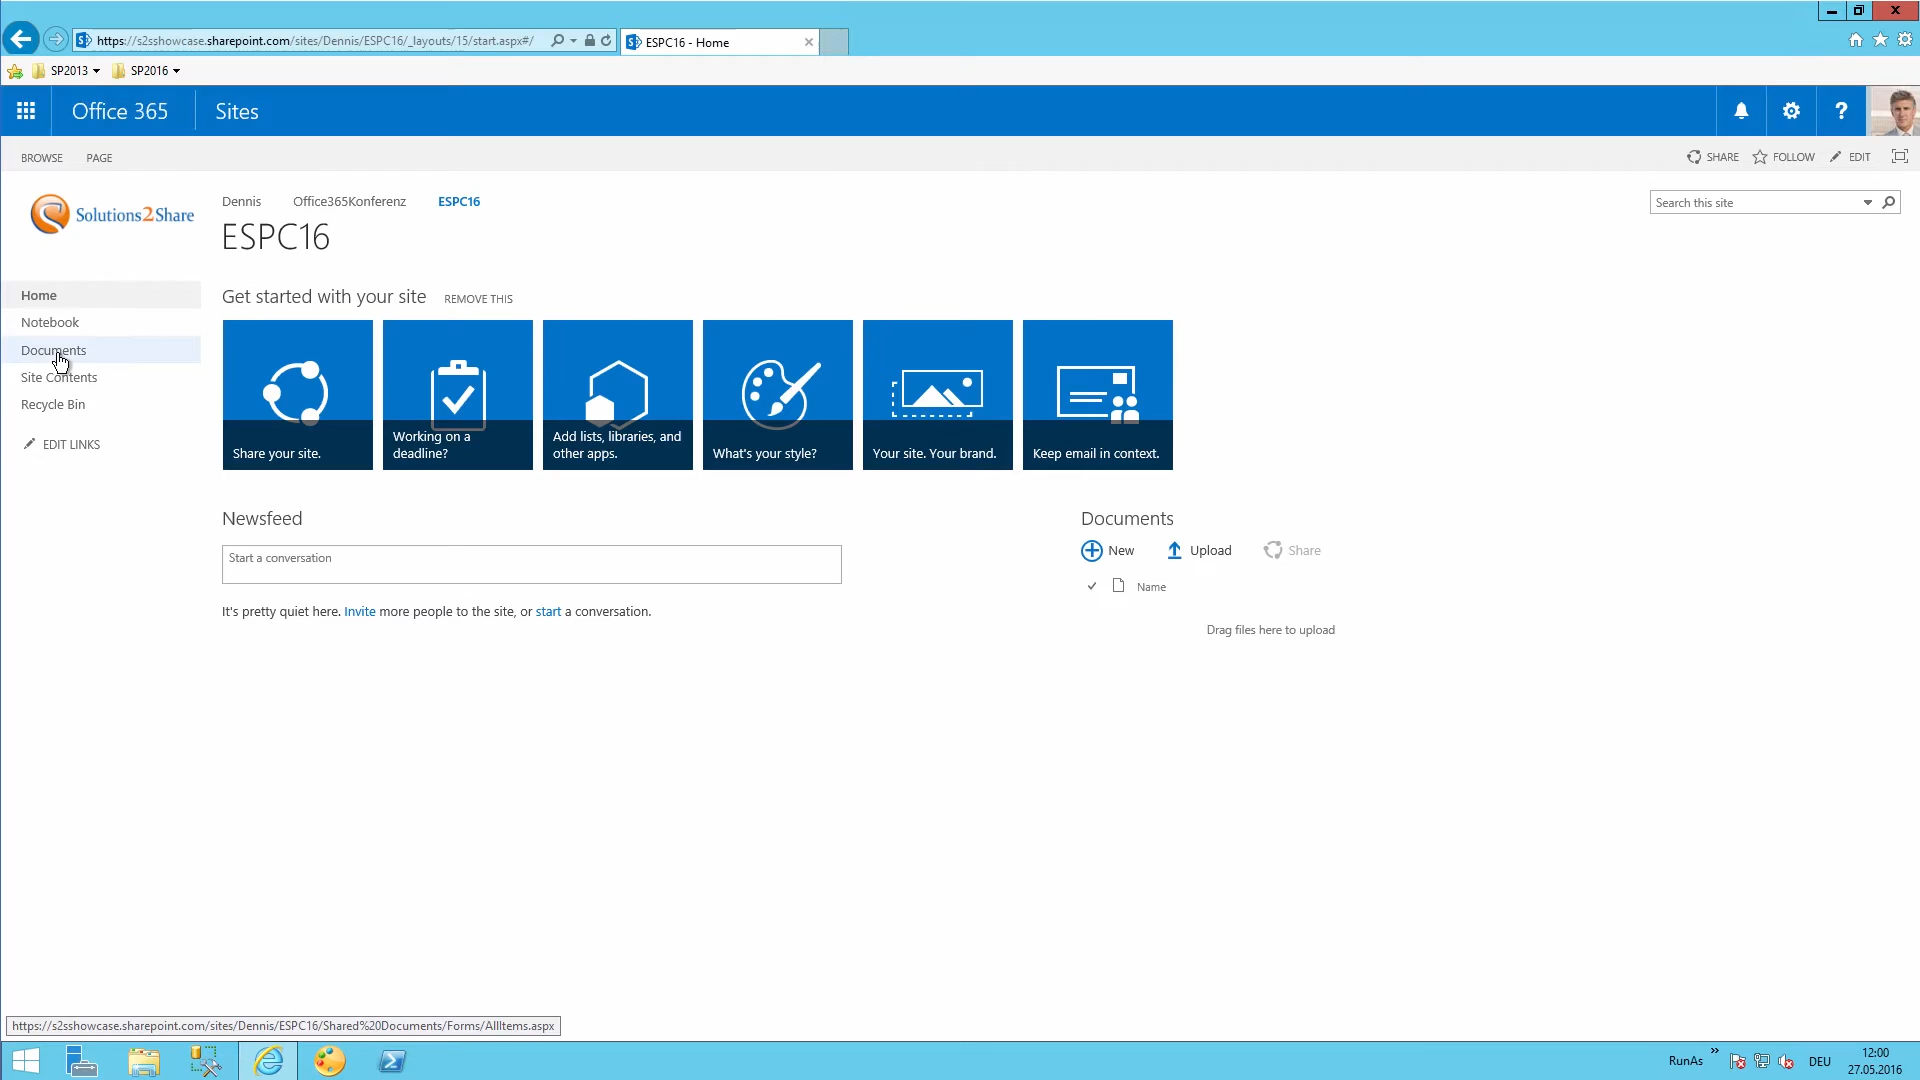 https://s2sshowcase.sharepoint.com/sites/Dennis/ESPC16/_layouts/15/start.aspx#/
ESPC16 - Home
SP2013
SP2016
Office 365
Sites
BROWSE
PAGE
SHARE
FOLLOW
EDIT
Solutions2Share
Dennis
Office365Konferenz
ESPC16
Search this site
ESPC16
Home
Notebook
Documents
Site Contents
Recycle Bin
EDIT LINKS
Get started with your site
REMOVE THIS
Share your site.
Working on a
deadline?
Add lists, libraries, and
other apps.
What's your style?
Your site. Your brand.
Keep email in context.
Newsfeed
Start a conversation
It's pretty quiet here. Invite more people to the site, or start a conversation.
Documents
New
Upload
Share
Name
Drag files here to upload
https://s2sshowcase.sharepoint.com/sites/Dennis/ESPC16/Shared%20Documents/Forms/AllItems.aspx
RunAs
DEU
12:00
27.05.2016